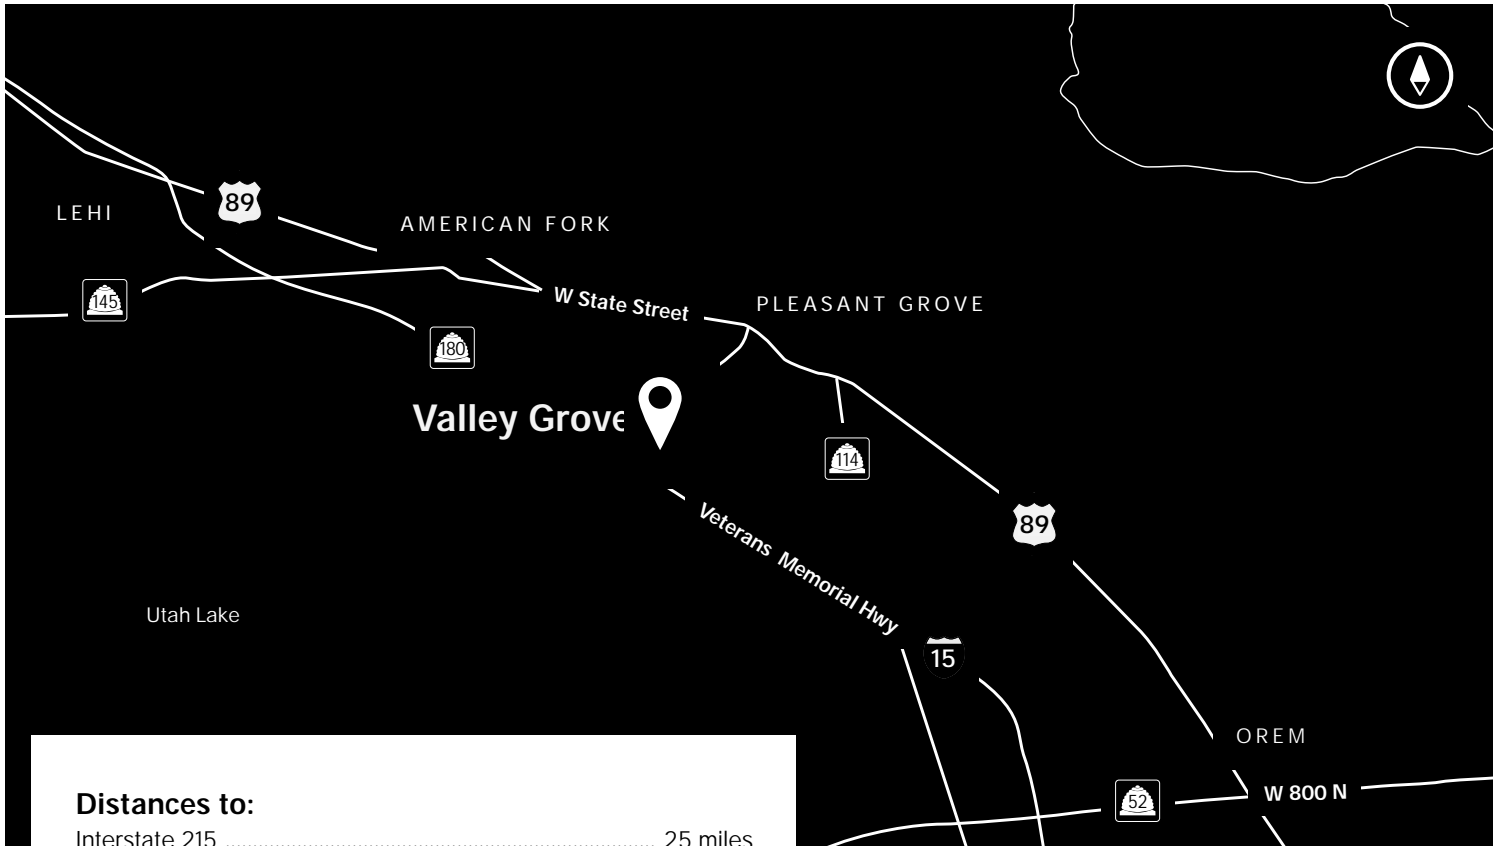 89
LEHI
AMERICAN FORK
145
W State Street
PLEASANT GROVE
180
Valley Grove
114
89
Veterans Memorial Hwy
Utah Lake
15
OREM
52
W 800 N
Distances to:
Interstate 215 25 miles